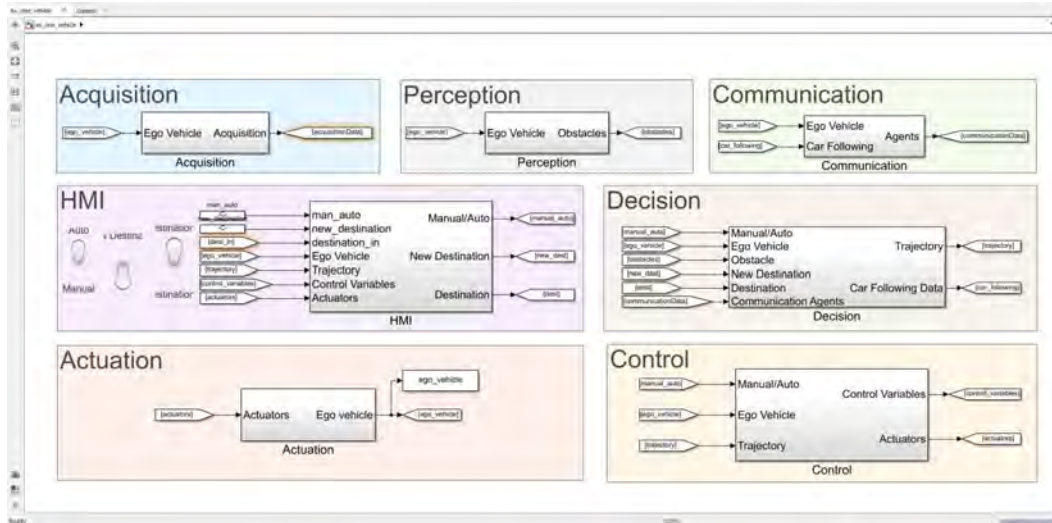 Acquisition
[ego_vehicle]
Ego Vehicle Acquisition
[acquisitionData]
Acquisition
Perception
[ego_vehicle]
Ego Vehicle Obstacles
[obstacles]
Perception
Communication
[ego_vehicle]
Ego Vehicle
[car_following]
Car Following
Agents
[communicationData]
Communication
HMI
Auto
Manual
man_auto
[dest_in]
[ego_vehicle]
[trajectory]
[control_variables]
[actuators]
man_auto
new_destination
destination_in
Ego Vehicle
Trajectory
Control Variables
Actuators
Manual/Auto
New Destination
Destination
[manual_auto]
[new_dest]
[dest]
HMI
Decision
[manual_auto]
[ego_vehicle]
[obstacles]
[new_dest]
[dest]
[communicationData]
Manual/Auto
Ego Vehicle
Obstacle
New Destination
Destination
Communication Agents
Trajectory
Car Following Data
[trajectory]
[car_following]
Decision
Actuation
[actuators]
Actuators Ego vehicle
ego_vehicle
[ego_vehicle]
Actuation
Control
[manual_auto]
[ego_vehicle]
[trajectory]
Manual/Auto
Ego Vehicle
Trajectory
Control Variables
Actuators
[control_variables]
[actuators]
Control